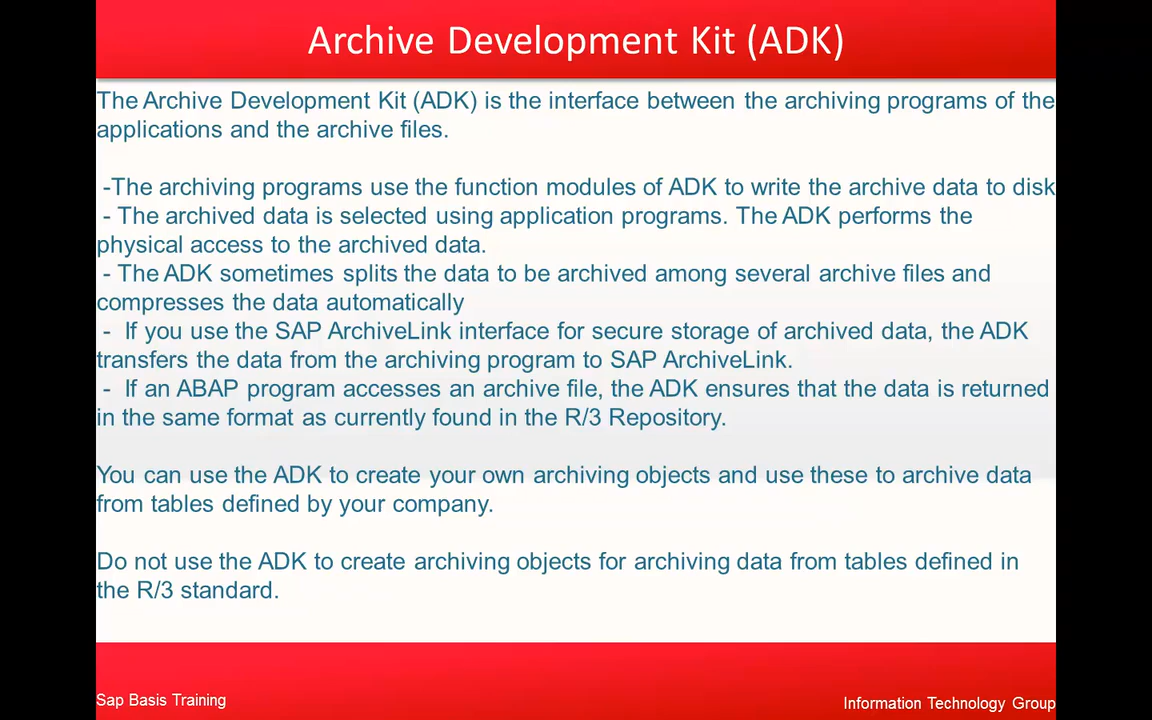 Archive Development Kit (ADK)
The Archive Development Kit (ADK) is the interface between the archiving programs of the
applications and the archive files.
-The archiving programs use the function modules of ADK to write the archive data to disk
- The archived data is selected using application programs. The ADK performs the
physical access to the archived data.
- The ADK sometimes splits the data to be archived among several archive files and
compresses the data automatically
- If you use the SAP ArchiveLink interface for secure storage of archived data, the ADK
transfers the data from the archiving program to SAP ArchiveLink.
- If an ABAP program accesses an archive file, the ADK ensures that the data is returned
in the same format as currently found in the R/3 Repository.
You can use the ADK to create your own archiving objects and use these to archive data
from tables defined by your company.
Do not use the ADK to create archiving objects for archiving data from tables defined in
the R/3 standard.
Sap Basis Training
Information Technology Group